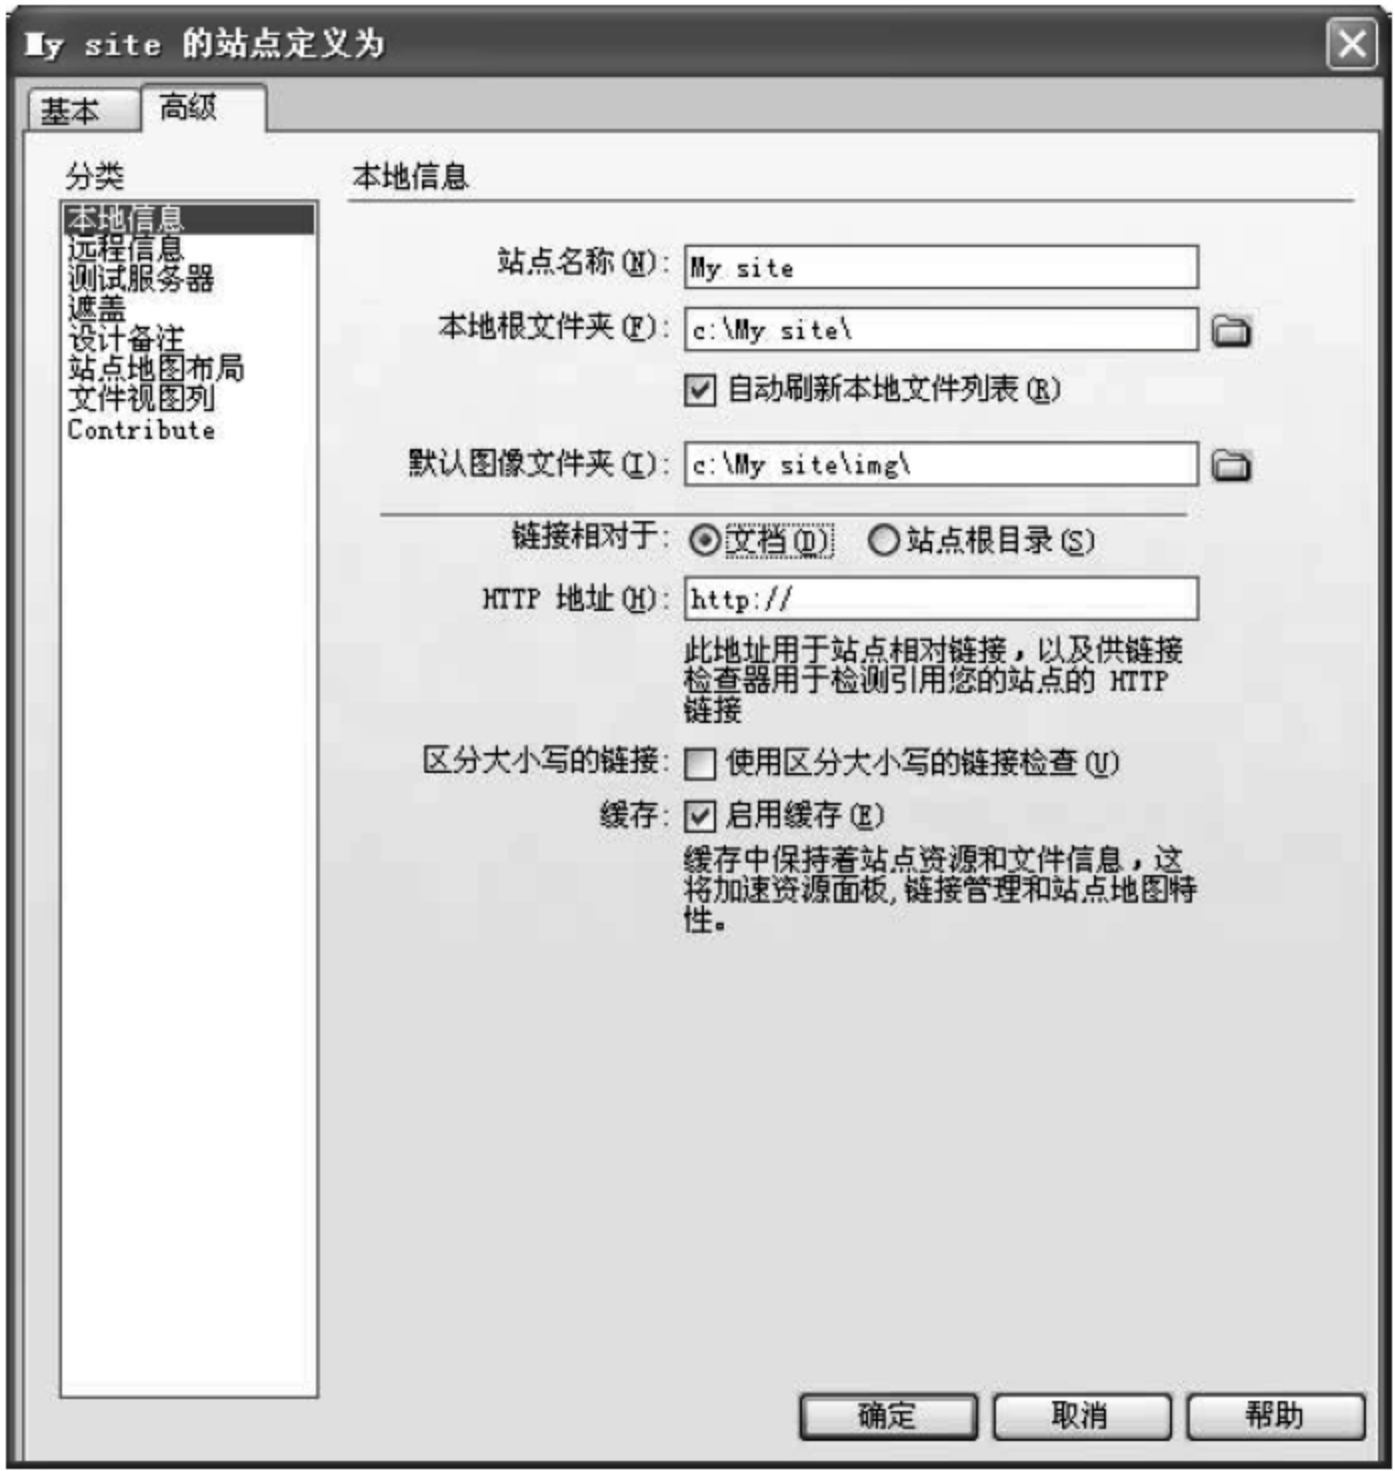 My site 的站点定义为
基本
高级
分类
本地信息
远程信息
测试服务器
遮盖
设计备注
站点地图布局
文件视图列
Contribute
本地信息
站点名称(N): My site
本地根文件夹(F): c:\My site\
自动刷新本地文件列表(R)
默认图像文件夹(I): c:\My site\img\
链接相对于: 文档(D) 站点根目录(S)
HTTP 地址(H): http://
此地址用于站点相对链接，以及供链接
检查器用于检测引用您的站点的 HTTP
链接
区分大小写的链接: 使用区分大小写的链接检查(U)
缓存: 启用缓存(E)
缓存中保持着站点资源和文件信息，这
将加速资源面板,链接管理和站点地图特
性。
确定 取消 帮助